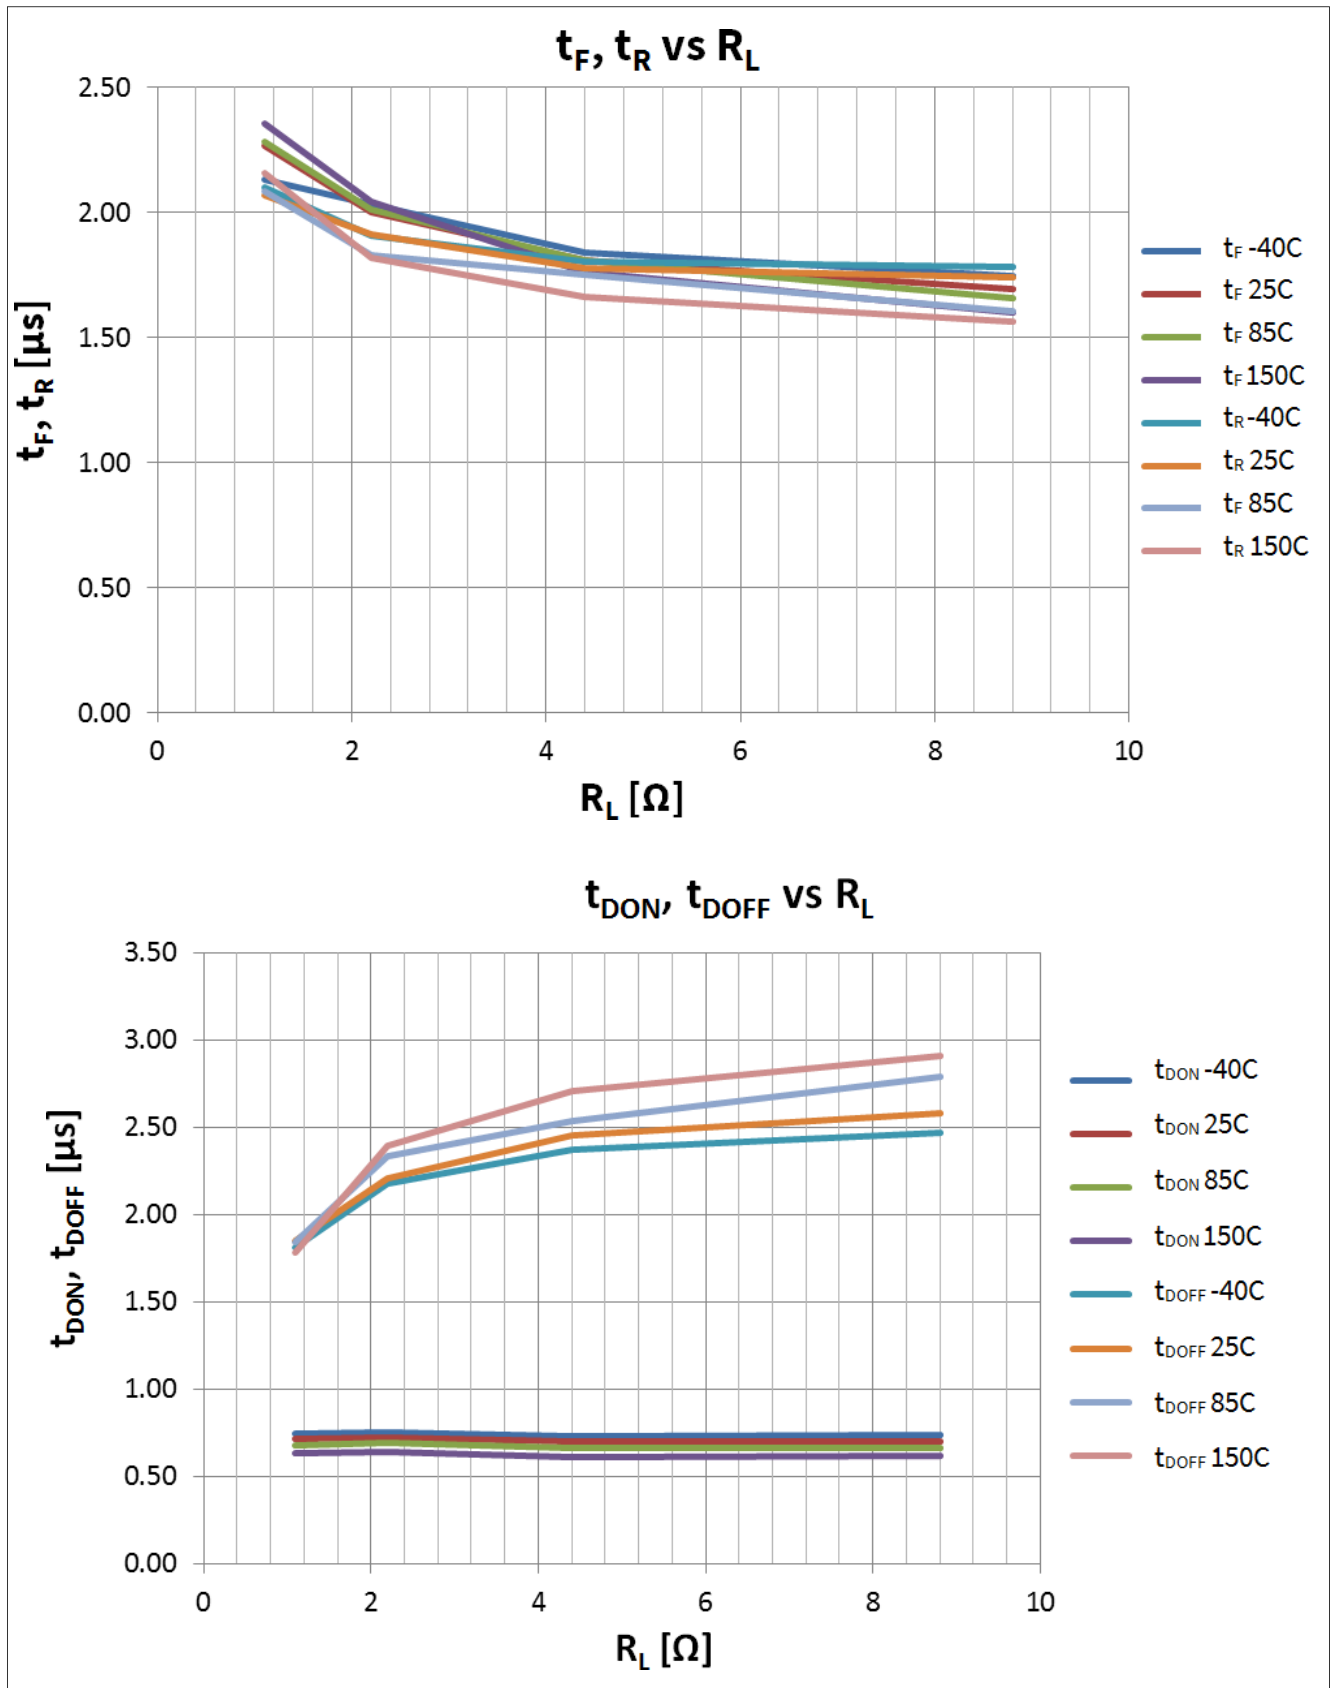 tF, tR vs RL
2.50
2.00
1.50
1.00
0.50
0.00
0 2 4 6 8 10
tF, tR [µs]
RL [Ω]
tF -40C
tF 25C
tF 85C
tF 150C
tR -40C
tR 25C
tF 85C
tR 150C
tDON, tDOFF vs RL
3.50
3.00
2.50
2.00
1.50
1.00
0.50
0.00
0 2 4 6 8 10
tDON, tDOFF [µs]
RL [Ω]
tDON -40C
tDON 25C
tDON 85C
tDON 150C
tDOFF -40C
tDOFF 25C
tDOFF 85C
tDOFF 150C